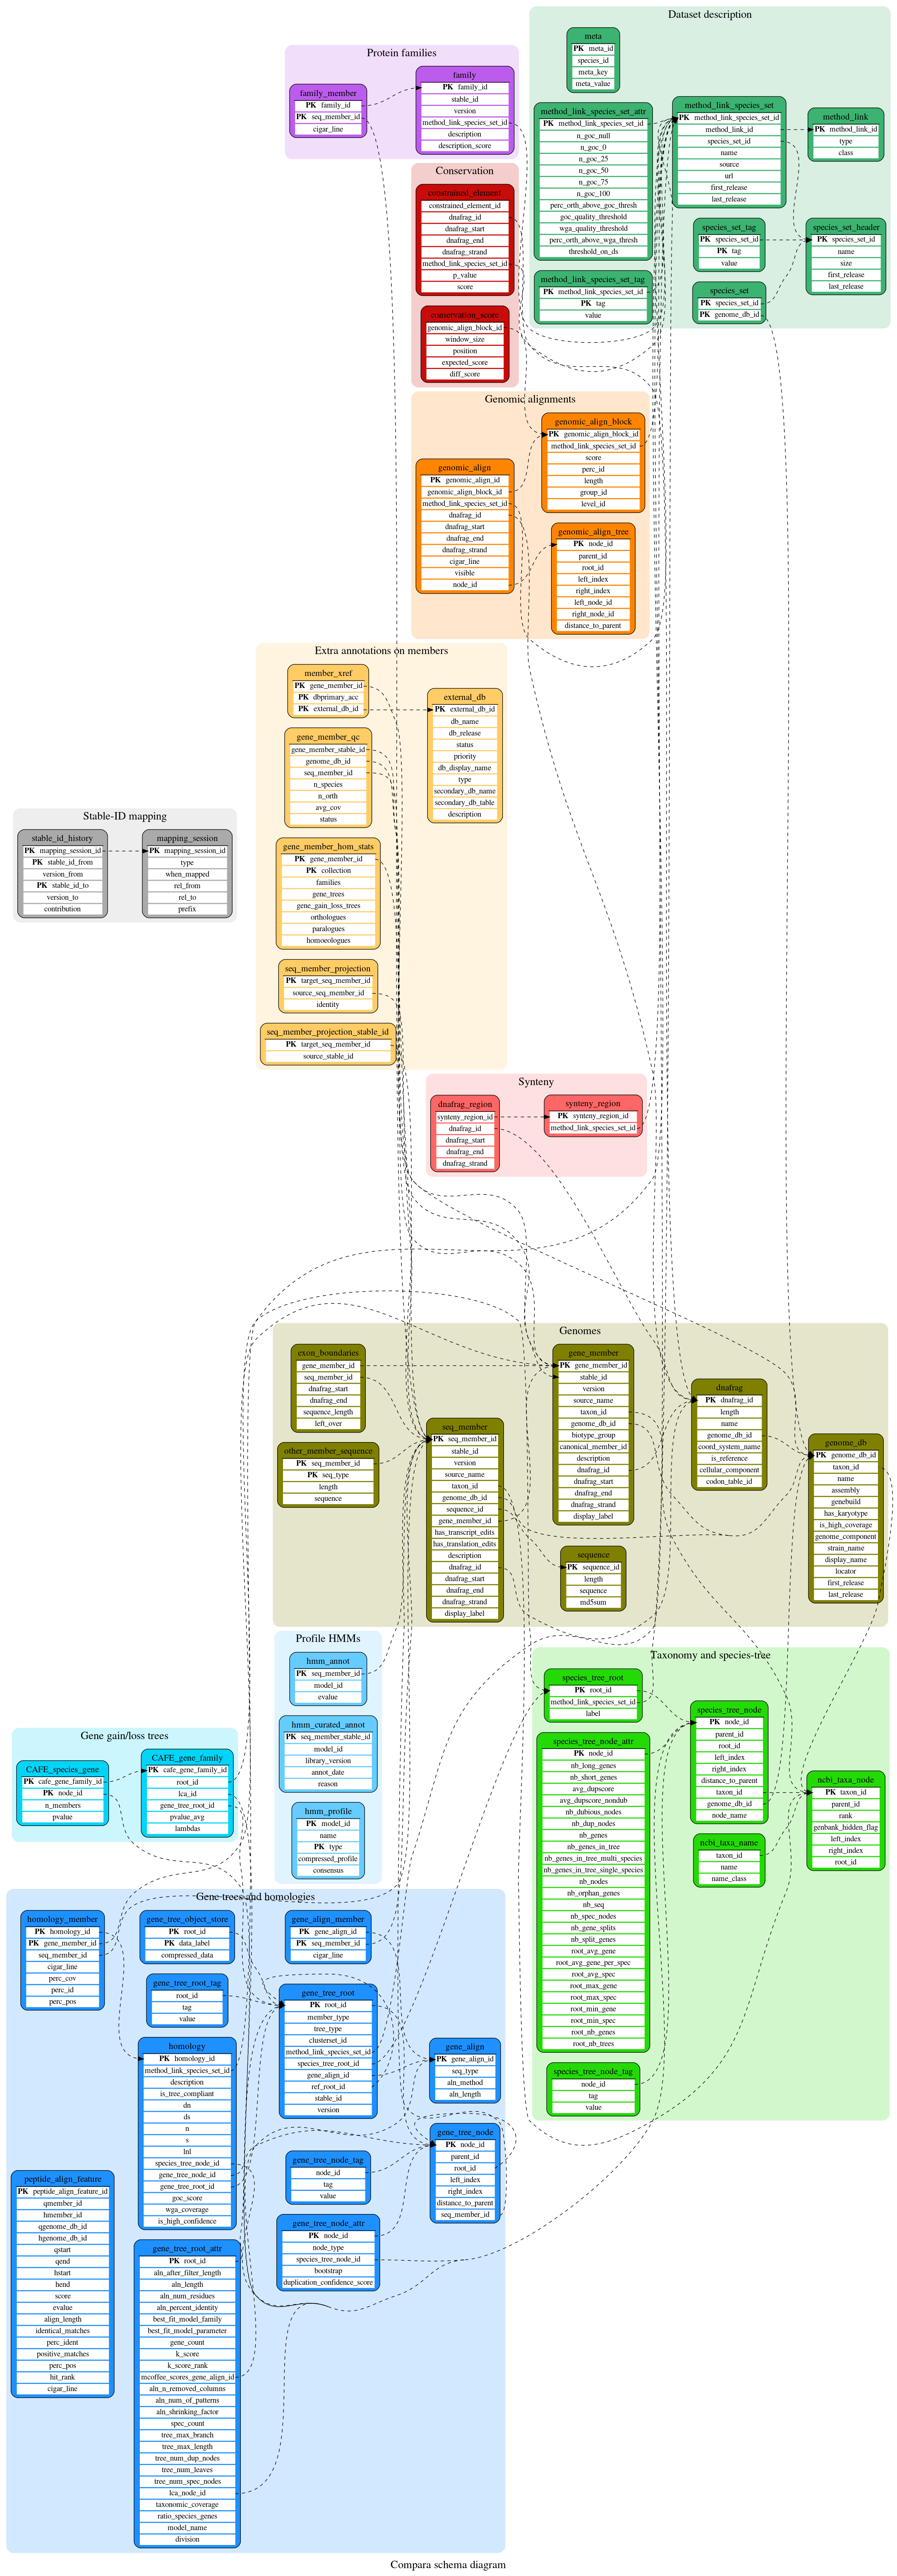 Dataset description
meta
PK meta_id
species_id
meta_key
meta_value
method_link_species_set_attr
PK method_link_species_set_id
n_goc_null
n_goc_0
n_goc_25
n_goc_50
n_goc_75
n_goc_100
perc_orth_above_goc_thresh
goc_quality_threshold
wga_quality_threshold
perc_orth_above_wga_thresh
threshold_on_ds
method_link_species_set_tag
PK method_link_species_set_id
PK tag
value
method_link_species_set
PK method_link_species_set_id
method_link_id
species_set_id
name
source
url
first_release
last_release
species_set_tag
PK species_set_id
PK tag
value
species_set
PK species_set_id
PK genome_db_id
method_link
PK method_link_id
type
class
species_set_header
PK species_set_id
name
size
first_release
last_release
Protein families
family_member
PK family_id
PK seq_member_id
cigar_line
family
PK family_id
stable_id
version
method_link_species_set_id
description
description_score
Conservation
constrained_element
constrained_element_id
dnafrag_id
dnafrag_start
dnafrag_end
dnafrag_strand
method_link_species_set_id
p_value
score
conservation_score
genomic_align_block_id
window_size
position
expected_score
diff_score
Genomic alignments
genomic_align
PK genomic_align_id
genomic_align_block_id
method_link_species_set_id
dnafrag_id
dnafrag_start
dnafrag_end
dnafrag_strand
cigar_line
visible
node_id
genomic_align_block
PK genomic_align_block_id
method_link_species_set_id
score
perc_id
length
group_id
level_id
genomic_align_tree
PK node_id
parent_id
root_id
left_index
right_index
left_node_id
right_node_id
distance_to_parent
Extra annotations on members
member_xref
PK gene_member_id
PK dbprimary_acc
PK external_db_id
gene_member_qc
gene_member_stable_id
genome_db_id
seq_member_id
n_species
n_orth
avg_cov
status
gene_member_hom_stats
PK gene_member_id
PK collection
families
gene_trees
gene_gain_loss_trees
orthologues
paralogues
homoeologues
seq_member_projection
PK target_seq_member_id
source_seq_member_id
identity
seq_member_projection_stable_id
PK target_seq_member_id
source_stable_id
external_db
PK external_db_id
db_name
db_release
status
priority
db_display_name
type
secondary_db_name
secondary_db_table
description
Stable-ID mapping
stable_id_history
PK mapping_session_id
PK stable_id_from
version_from
PK stable_id_to
version_to
contribution
mapping_session
PK mapping_session_id
type
when_mapped
rel_from
rel_to
prefix
Synteny
dnafrag_region
synteny_region_id
dnafrag_id
dnafrag_start
dnafrag_end
dnafrag_strand
synteny_region
PK synteny_region_id
method_link_species_set_id
Genomes
exon_boundaries
gene_member_id
seq_member_id
dnafrag_start
dnafrag_end
sequence_length
left_over
other_member_sequence
PK seq_member_id
PK seq_type
length
sequence
seq_member
PK seq_member_id
stable_id
version
source_name
taxon_id
genome_db_id
sequence_id
gene_member_id
has_transcript_edits
has_translation_edits
description
dnafrag_id
dnafrag_start
dnafrag_end
dnafrag_strand
display_label
gene_member
PK gene_member_id
stable_id
version
source_name
taxon_id
genome_db_id
biotype_group
canonical_member_id
description
dnafrag_id
dnafrag_start
dnafrag_end
dnafrag_strand
display_label
sequence
PK sequence_id
length
sequence
md5sum
dnafrag
PK dnafrag_id
length
name
genome_db_id
coord_system_name
is_reference
cellular_component
codon_table_id
genome_db
PK genome_db_id
taxon_id
name
assembly
genebuild
has_karyotype
is_high_coverage
genome_component
strain_name
display_name
locator
first_release
last_release
Profile HMMs
hmm_annot
PK seq_member_id
model_id
evalue
hmm_curated_annot
PK seq_member_stable_id
model_id
library_version
annot_date
reason
hmm_profile
PK model_id
name
PK type
compressed_profile
consensus
Taxonomy and species-tree
species_tree_root
PK root_id
method_link_species_set_id
label
species_tree_node_attr
PK node_id
nb_long_genes
nb_short_genes
avg_dupscore
avg_dupscore_nondub
nb_dubious_nodes
nb_dup_nodes
nb_genes
nb_genes_in_tree
nb_genes_in_tree_multi_species
nb_genes_in_tree_single_species
nb_nodes
nb_orphan_genes
nb_seq
nb_spec_nodes
nb_gene_splits
nb_split_genes
root_avg_gene
root_avg_gene_per_spec
root_avg_spec
root_max_gene
root_max_spec
root_min_gene
root_min_spec
root_nb_genes
root_nb_trees
species_tree_node_tag
node_id
tag
value
species_tree_node
PK node_id
parent_id
root_id
left_index
right_index
distance_to_parent
taxon_id
genome_db_id
node_name
ncbi_taxa_name
taxon_id
name
name_class
ncbi_taxa_node
PK taxon_id
parent_id
rank
genbank_hidden_flag
left_index
right_index
root_id
Gene gain/loss trees
CAFE_species_gene
PK cafe_gene_family_id
PK node_id
n_members
pvalue
CAFE_gene_family
PK cafe_gene_family_id
root_id
lca_id
gene_tree_root_id
pvalue_avg
lambdas
Gene trees and homologies
homology_member
PK homology_id
PK gene_member_id
seq_member_id
cigar_line
perc_cov
perc_id
perc_pos
peptide_align_feature
PK peptide_align_feature_id
qmember_id
hmember_id
qgenome_db_id
hgenome_db_id
qstart
qend
hstart
hend
score
evalue
align_length
identical_matches
perc_ident
positive_matches
perc_pos
hit_rank
cigar_line
gene_tree_object_store
PK root_id
PK data_label
compressed_data
gene_tree_root_tag
root_id
tag
value
homology
PK homology_id
method_link_species_set_id
description
is_tree_compliant
dn
ds
n
s
lnl
species_tree_node_id
gene_tree_node_id
gene_tree_root_id
goc_score
wga_coverage
is_high_confidence
gene_tree_root_attr
PK root_id
aln_after_filter_length
aln_length
aln_num_residues
aln_percent_identity
best_fit_model_family
best_fit_model_parameter
gene_count
k_score
k_score_rank
mcoffee_scores_gene_align_id
aln_n_removed_columns
aln_num_of_patterns
aln_shrinking_factor
spec_count
tree_max_branch
tree_max_length
tree_num_dup_nodes
tree_num_leaves
tree_num_spec_nodes
lca_node_id
taxonomic_coverage
ratio_species_genes
model_name
division
gene_align_member
PK gene_align_id
PK seq_member_id
cigar_line
gene_tree_root
PK root_id
member_type
tree_type
clusterset_id
method_link_species_set_id
species_tree_root_id
gene_align_id
ref_root_id
stable_id
version
gene_tree_node_tag
node_id
tag
value
gene_tree_node_attr
PK node_id
node_type
species_tree_node_id
bootstrap
duplication_confidence_score
gene_align
PK gene_align_id
seq_type
aln_method
aln_length
gene_tree_node
PK node_id
parent_id
root_id
left_index
right_index
distance_to_parent
seq_member_id
Compara schema diagram